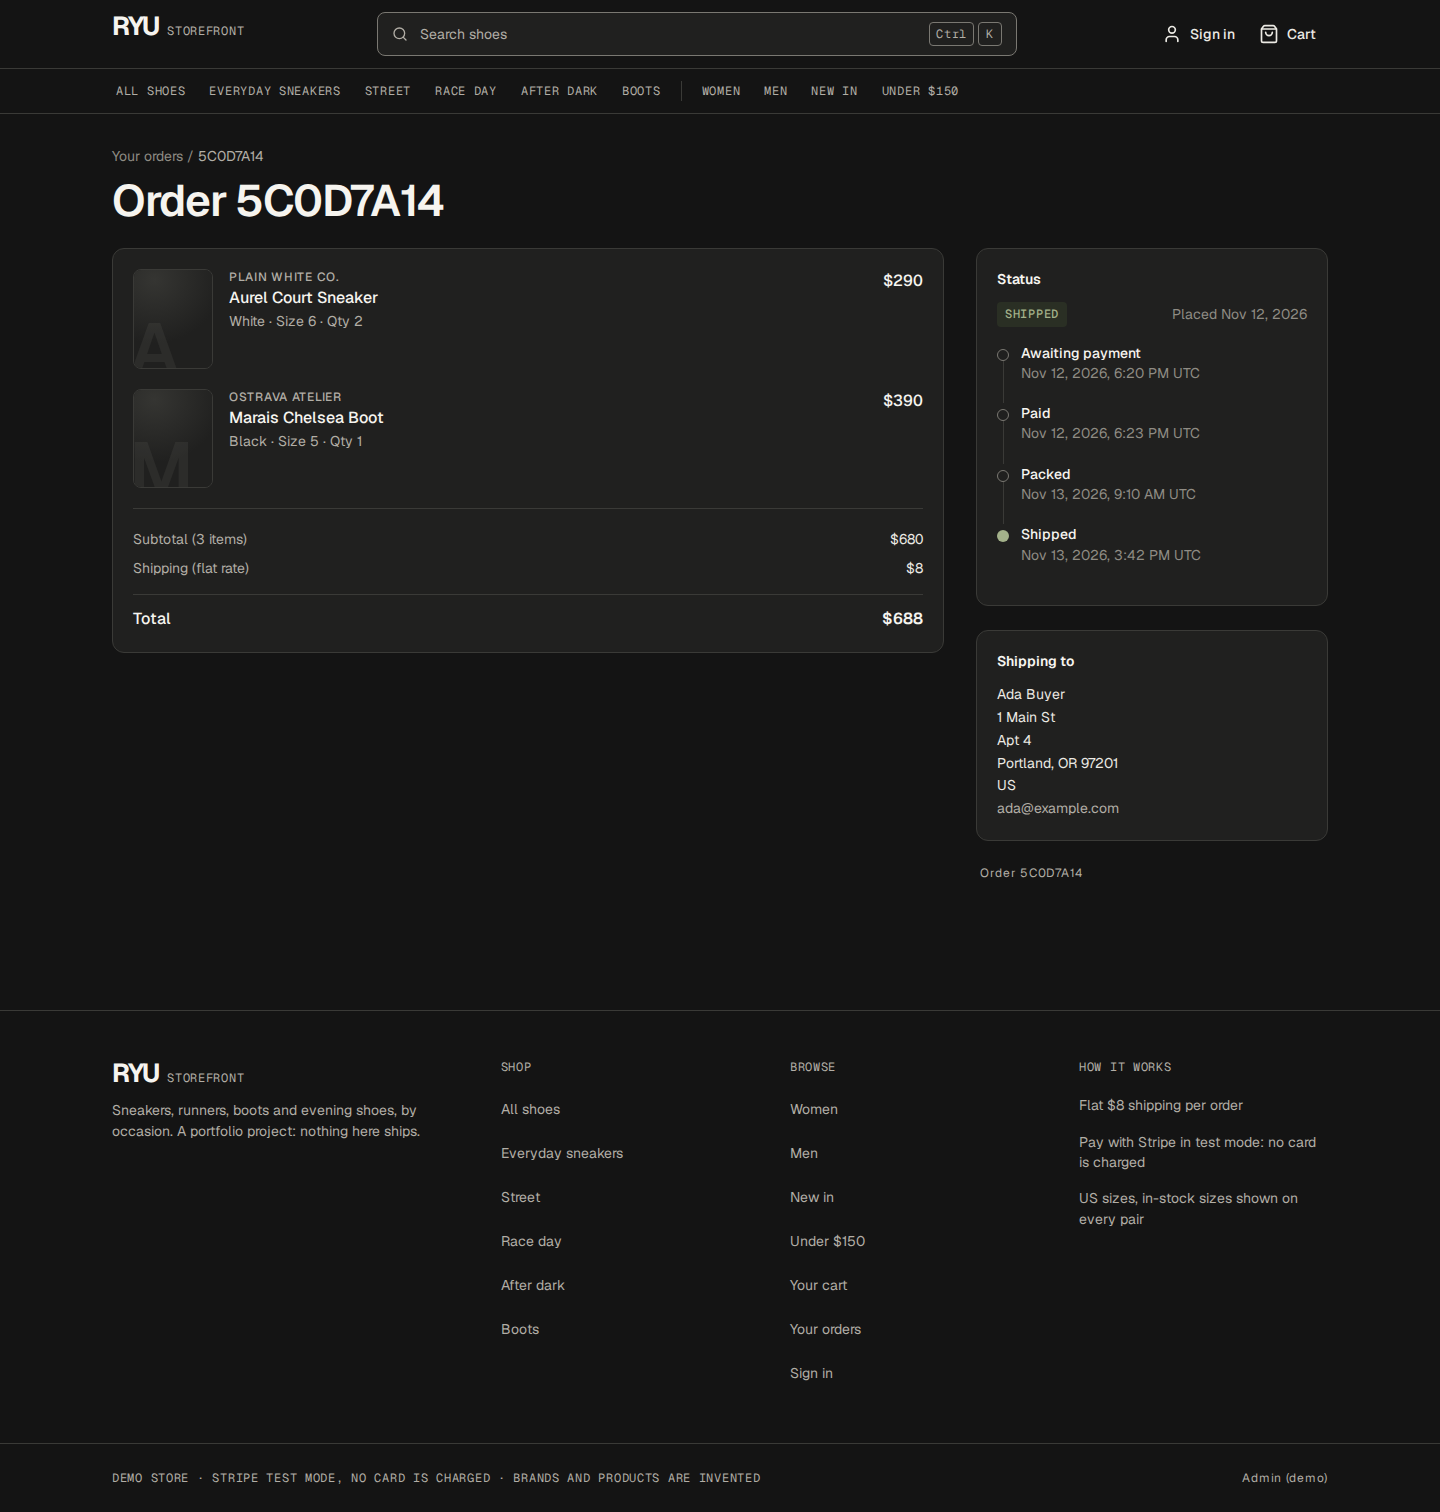 RYU STOREFRONT
Search shoes
Ctrl K
Sign in
Cart
ALL SHOES EVERYDAY SNEAKERS STREET RACE DAY AFTER DARK BOOTS WOMEN MEN NEW IN UNDER $150
Your orders / 5C0D7A14
Order 5C0D7A14
A
PLAIN WHITE CO.
Aurel Court Sneaker
White · Size 6 · Qty 2
$290
M
OSTRAVA ATELIER
Marais Chelsea Boot
Black · Size 5 · Qty 1
$390
Subtotal (3 items) $680
Shipping (flat rate) $8
Total $688
Status
SHIPPED Placed Nov 12, 2026
Awaiting payment
Nov 12, 2026, 6:20 PM UTC
Paid
Nov 12, 2026, 6:23 PM UTC
Packed
Nov 13, 2026, 9:10 AM UTC
Shipped
Nov 13, 2026, 3:42 PM UTC
Shipping to
Ada Buyer
1 Main St
Apt 4
Portland, OR 97201
US
ada@example.com
Order 5C0D7A14
RYU STOREFRONT
Sneakers, runners, boots and evening shoes, by
occasion. A portfolio project: nothing here ships.
SHOP
All shoes
Everyday sneakers
Street
Race day
After dark
Boots
BROWSE
Women
Men
New in
Under $150
Your cart
Your orders
Sign in
HOW IT WORKS
Flat $8 shipping per order
Pay with Stripe in test mode: no card
is charged
US sizes, in-stock sizes shown on
every pair
DEMO STORE · STRIPE TEST MODE, NO CARD IS CHARGED · BRANDS AND PRODUCTS ARE INVENTED
Admin (demo)